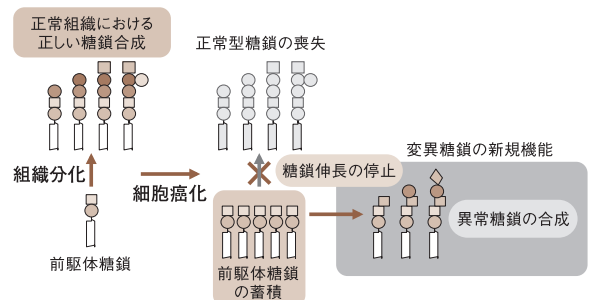 正常組織における
正しい糖鎖合成
正常型糖鎖の喪失
組織分化
細胞癌化
糖鎖伸長の停止
変異糖鎖の新規機能
異常糖鎖の合成
前駆体糖鎖
前駆体糖鎖
の蓄積